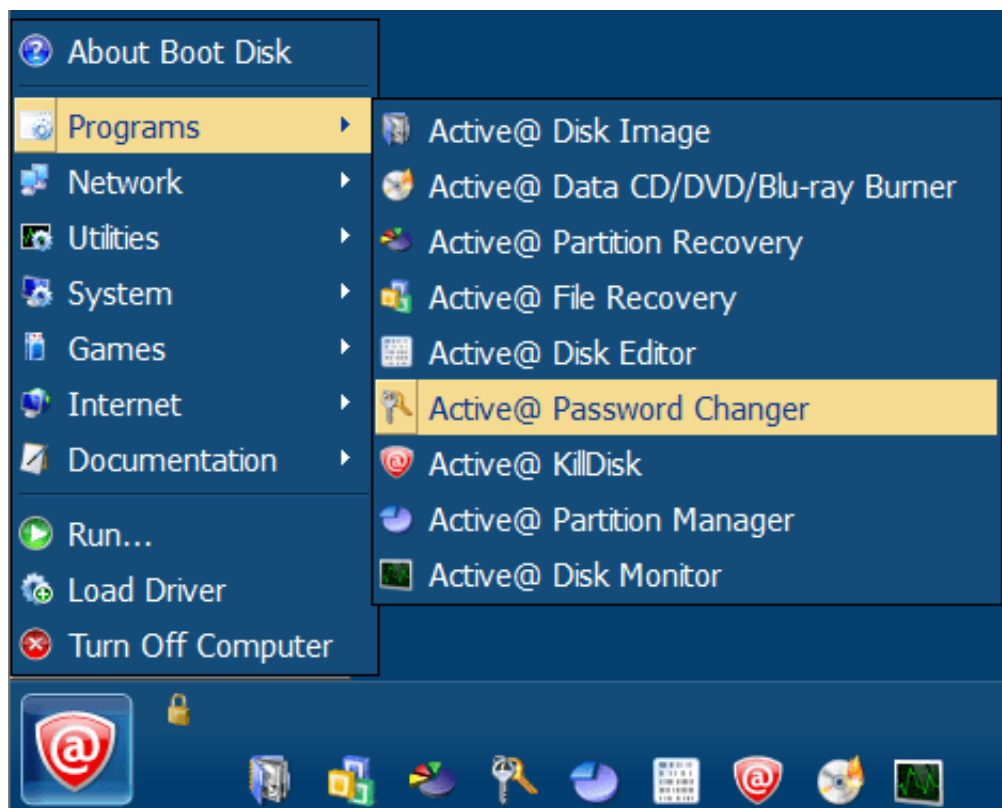 About Boot Disk
Programs
Network
Utilities
System
Games
Internet
Documentation
Run...
Load Driver
Turn Off Computer
Active@ Disk Image
Active@ Data CD/DVD/Blu-ray Burner
Active@ Partition Recovery
Active@ File Recovery
Active@ Disk Editor
Active@ Password Changer
Active@ KillDisk
Active@ Partition Manager
Active@ Disk Monitor